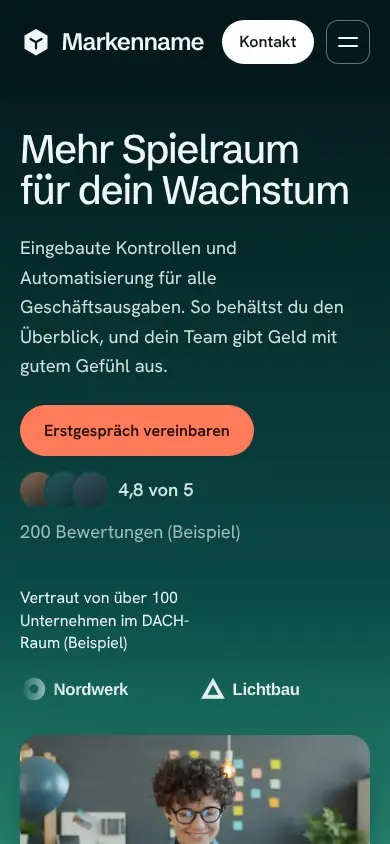 Markenname
Kontakt
Mehr Spielraum
für dein Wachstum
Eingebaute Kontrollen und
Automatisierung für alle
Geschäftsausgaben. So behältst du den
Überblick, und dein Team gibt Geld mit
gutem Gefühl aus.
Erstgespräch vereinbaren
4,8 von 5
200 Bewertungen (Beispiel)
Vertraut von über 100
Unternehmen im DACH-
Raum (Beispiel)
Nordwerk
Lichtbau